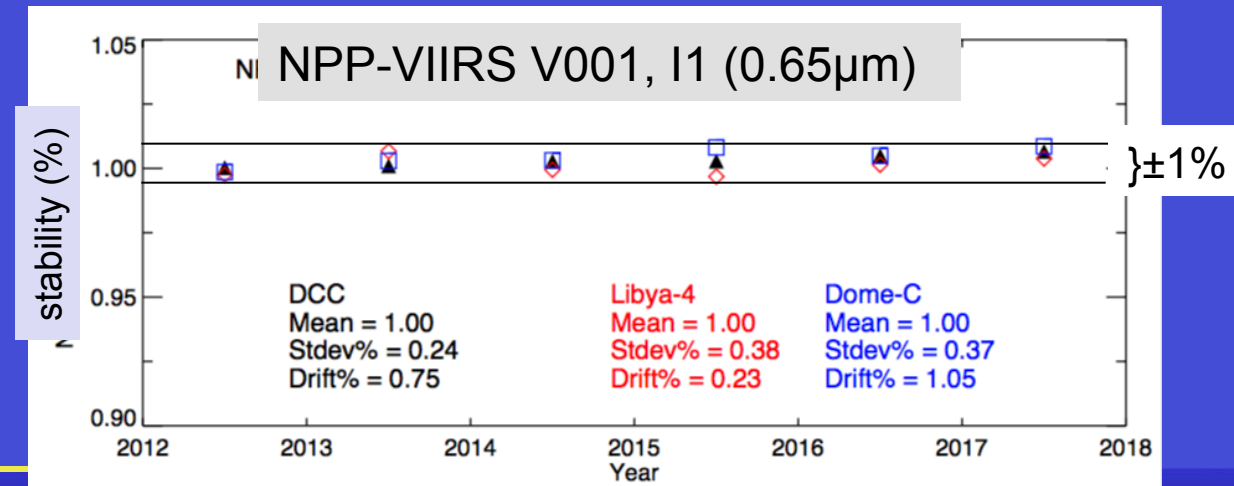 NPP-VIIRS V001, I1 (0.65µm)
stability (%)
1.05
1.00
0.95
0.90
}±1%
DCC
Mean = 1.00
Stdev% = 0.24
Drift% = 0.75
Libya-4
Mean = 1.00
Stdev% = 0.38
Drift% = 0.23
Dome-C
Mean = 1.00
Stdev% = 0.37
Drift% = 1.05
2012 2013 2014 2015 2016 2017 2018
Year